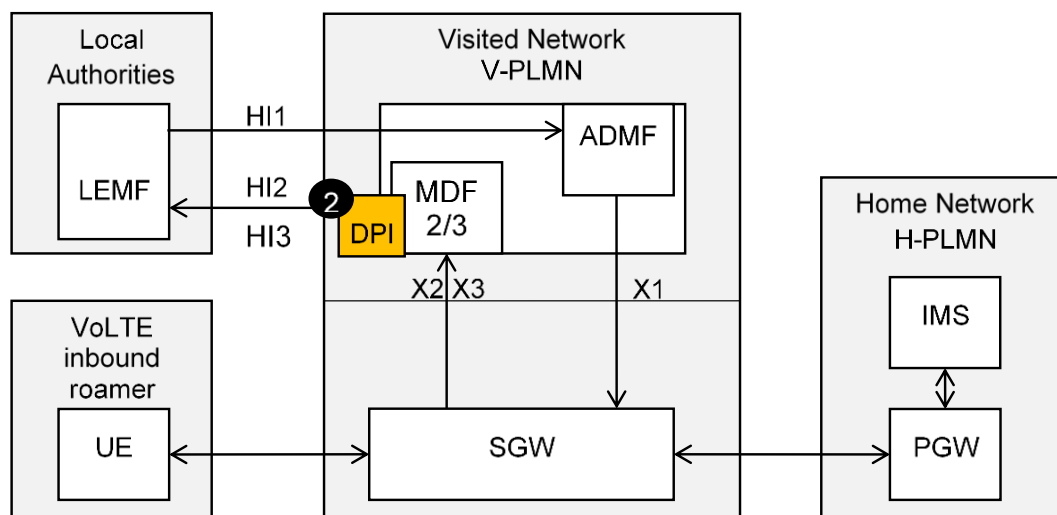 Local
Authorities
LEMF
HI1
HI2
HI3
Visited Network
V-PLMN
ADMF
MDF
2/3
2
DPI
X2 X3
X1
Home Network
H-PLMN
IMS
PGW
VoLTE
inbound
roamer
UE
SGW